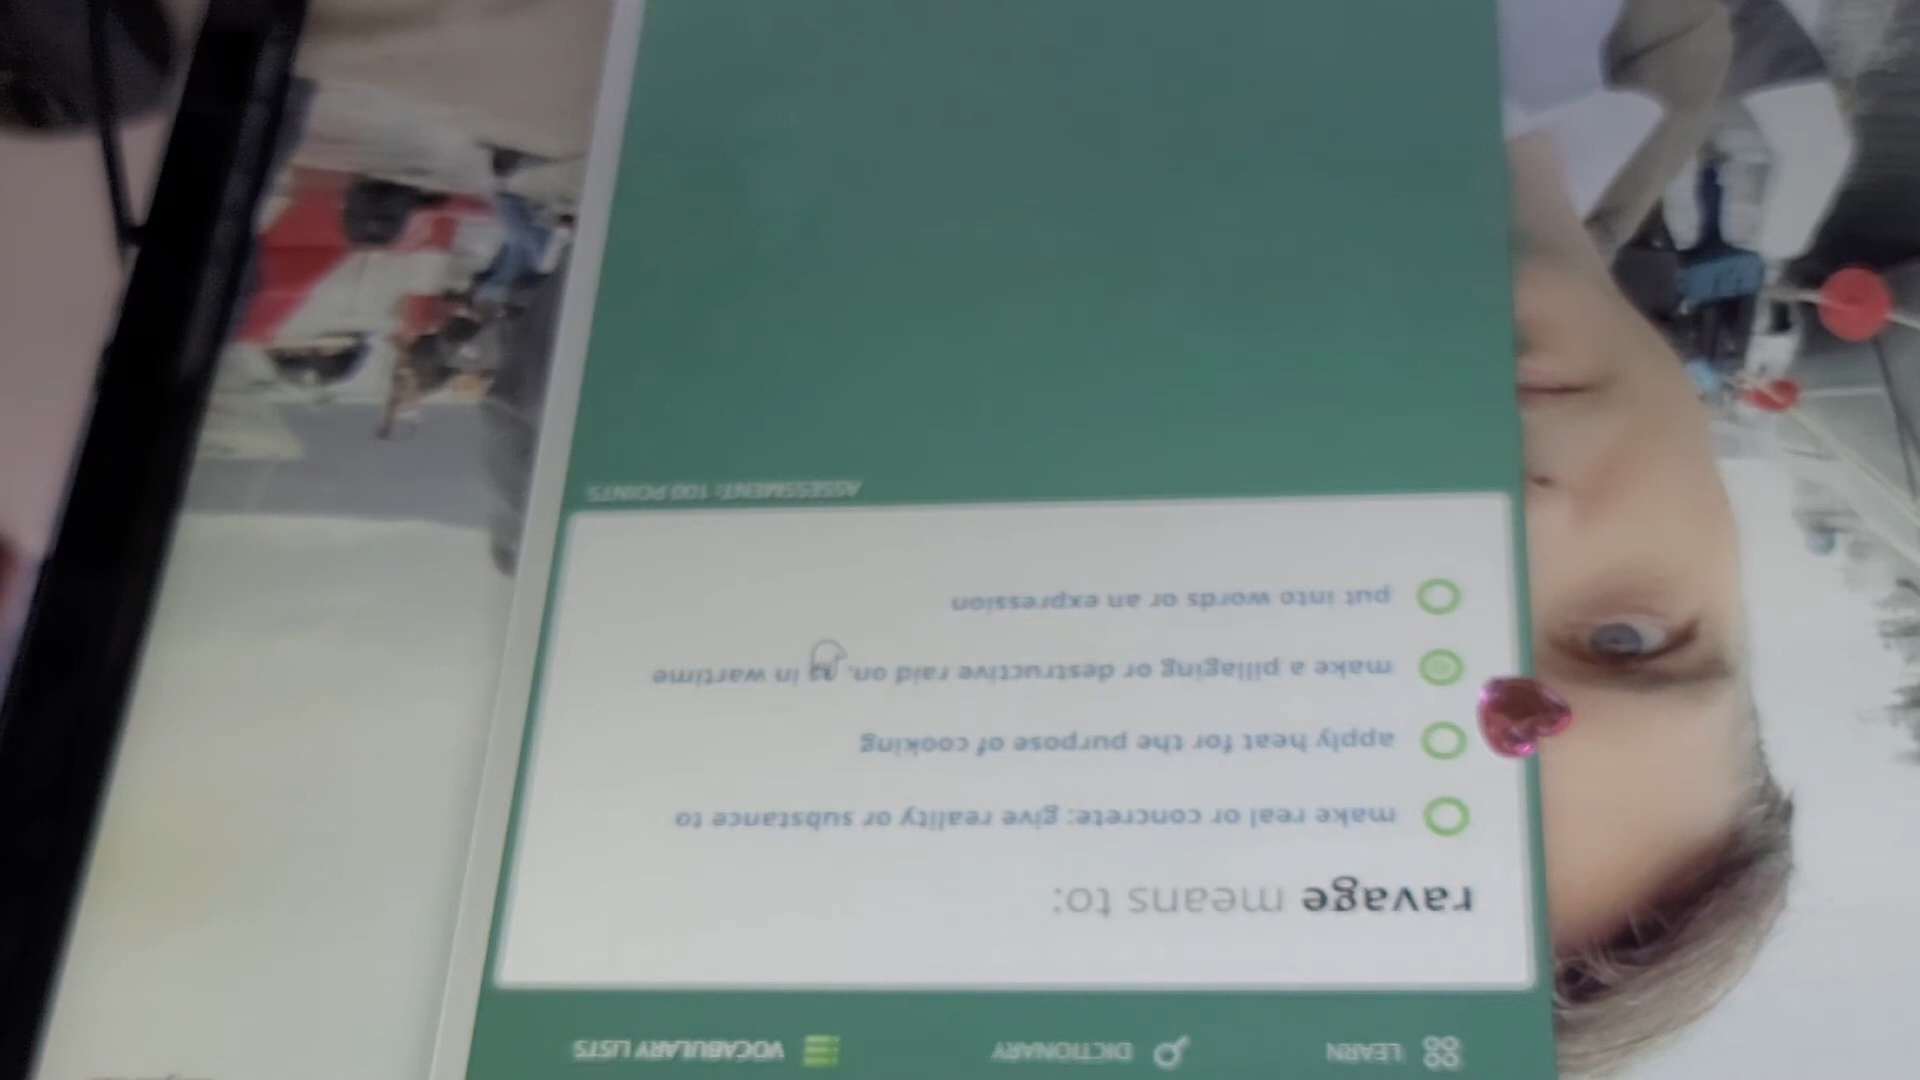 LEARN
DICTIONARY
VOCABULARY LISTS
ravage means to:
make real or concrete; give reality or substance to
apply heat for the purpose of cooking
make a pillaging or destructive raid on, as in wartime
put into words or an expression
ASSESSMENT: 100 POINTS